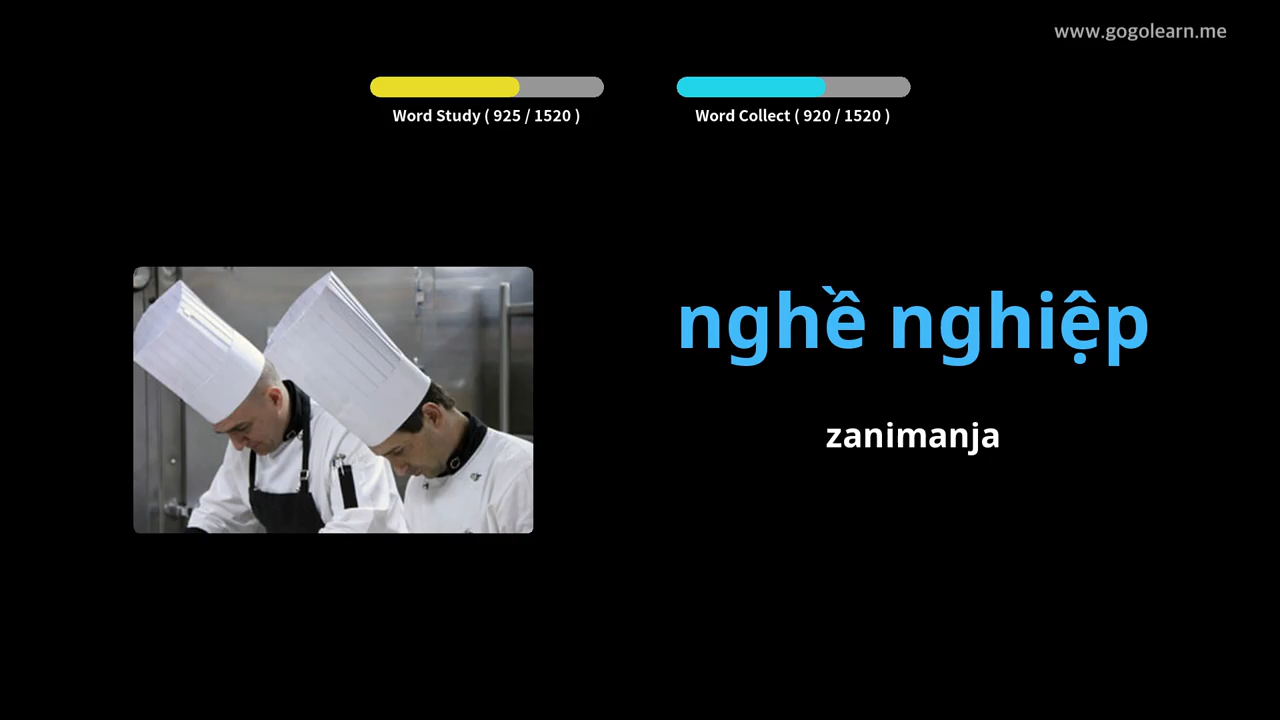 www.gogolearn.me
Word Study ( 925 / 1520 )
Word Collect ( 920 / 1520 )
nghề nghiệp
zanimanja